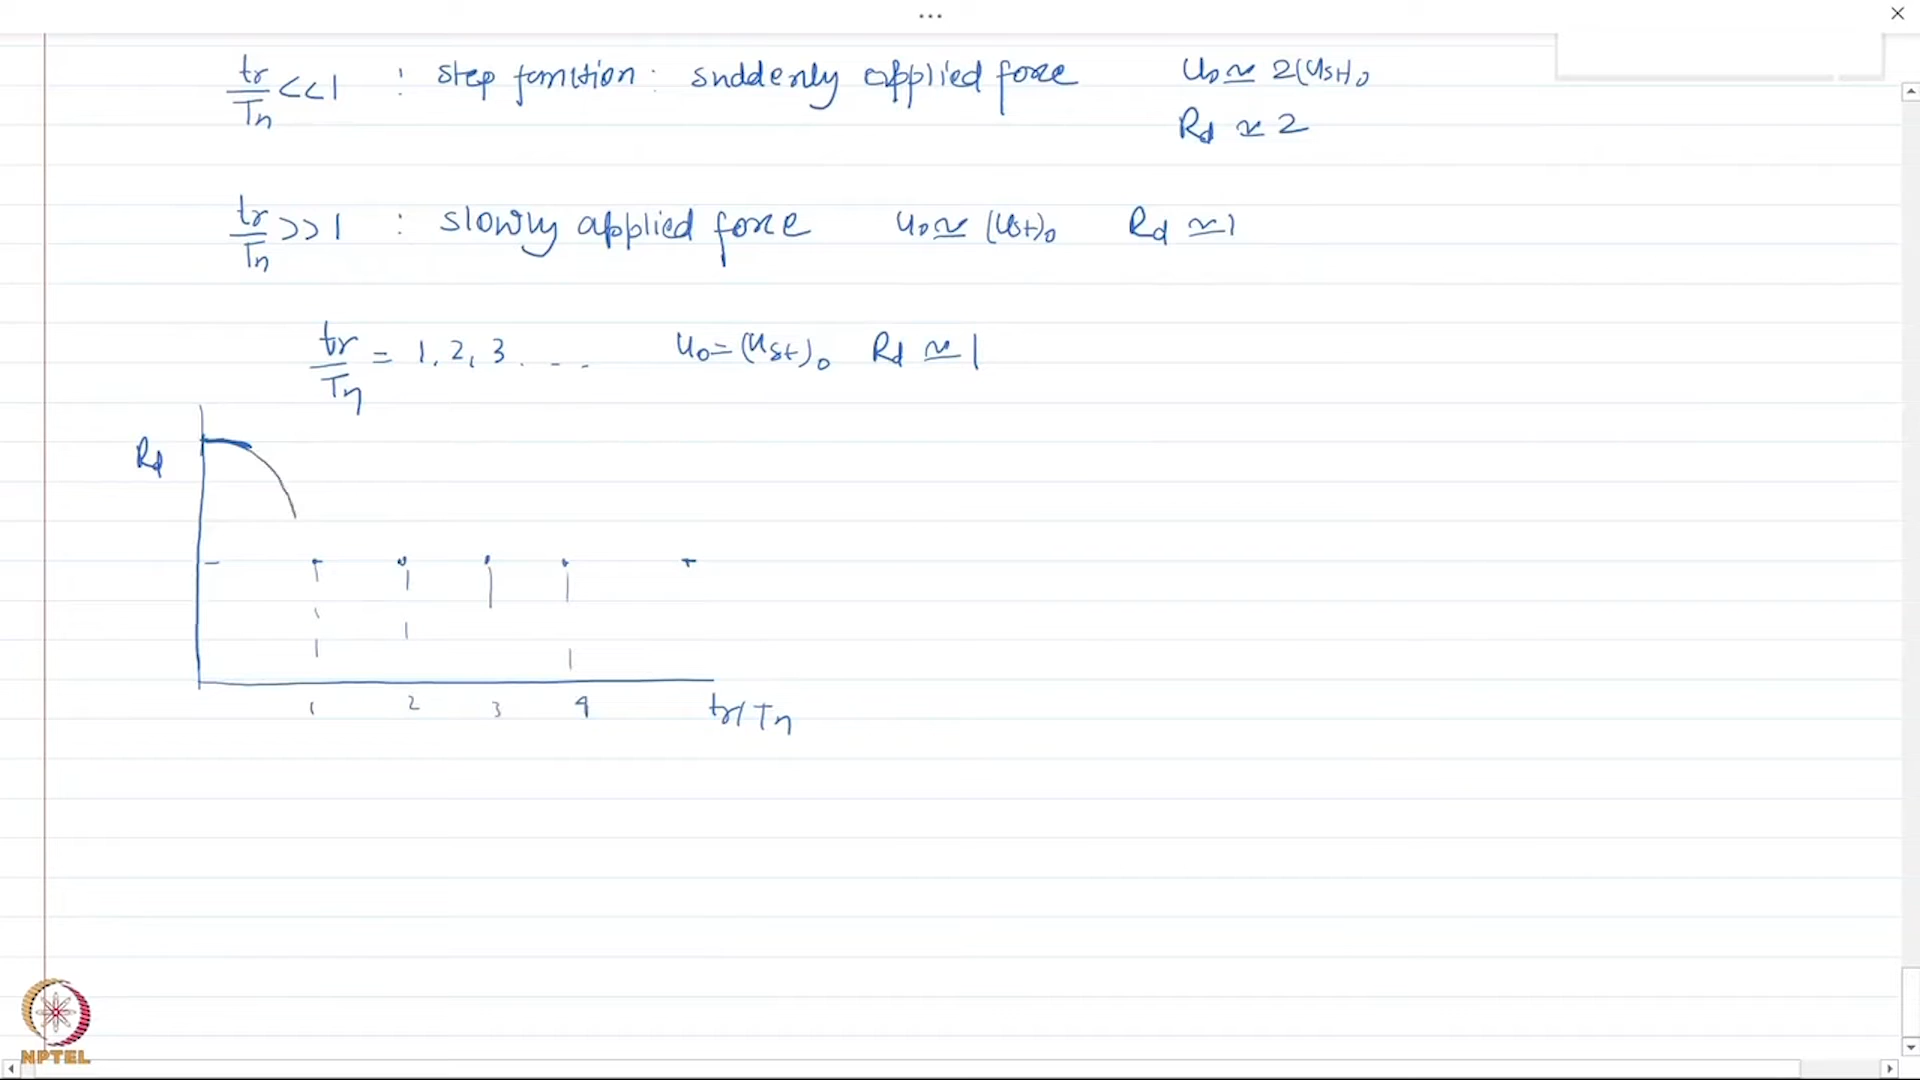 tr/Tn <<1 : step function : suddenly applied force u₀ ≃ 2(ust)₀
Rd ≃ 2
tr/Tn >>1 : slowly applied force u₀ ≃ (ust)₀ Rd ≃ 1
tr/Tn = 1, 2, 3 . - - u₀ = (ust)₀ Rd ≃ 1
Rd
1 2 3 4 tr/Tn
NPTEL